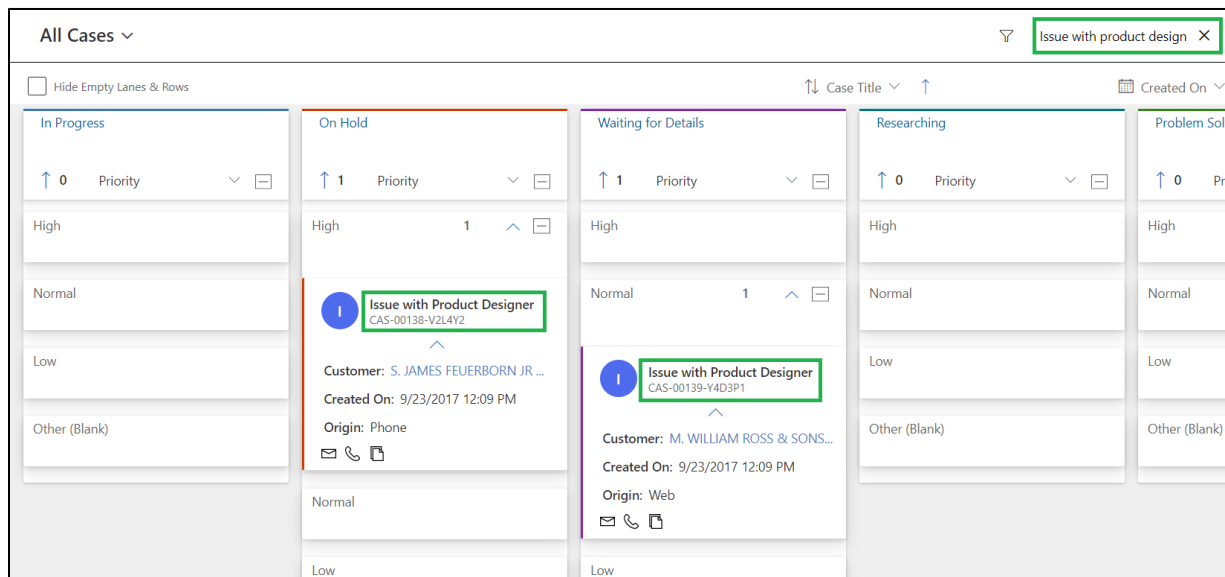 All Cases
Issue with product design
Hide Empty Lanes & Rows
Case Title
Created On
In Progress
0 Priority
High
Normal
Low
Other (Blank)
On Hold
1 Priority
High 1
I
Issue with Product Designer
CAS-00138-V2L4Y2
Customer: S. JAMES FEUERBORN JR ...
Created On: 9/23/2017 12:09 PM
Origin: Phone
Normal
Low
Waiting for Details
1 Priority
High
Normal 1
I
Issue with Product Designer
CAS-00139-Y4D3P1
Customer: M. WILLIAM ROSS & SONS...
Created On: 9/23/2017 12:09 PM
Origin: Web
Low
Researching
0 Priority
High
Normal
Low
Other (Blank)
Problem Sol
0 Pr
High
Normal
Low
Other (Blank)